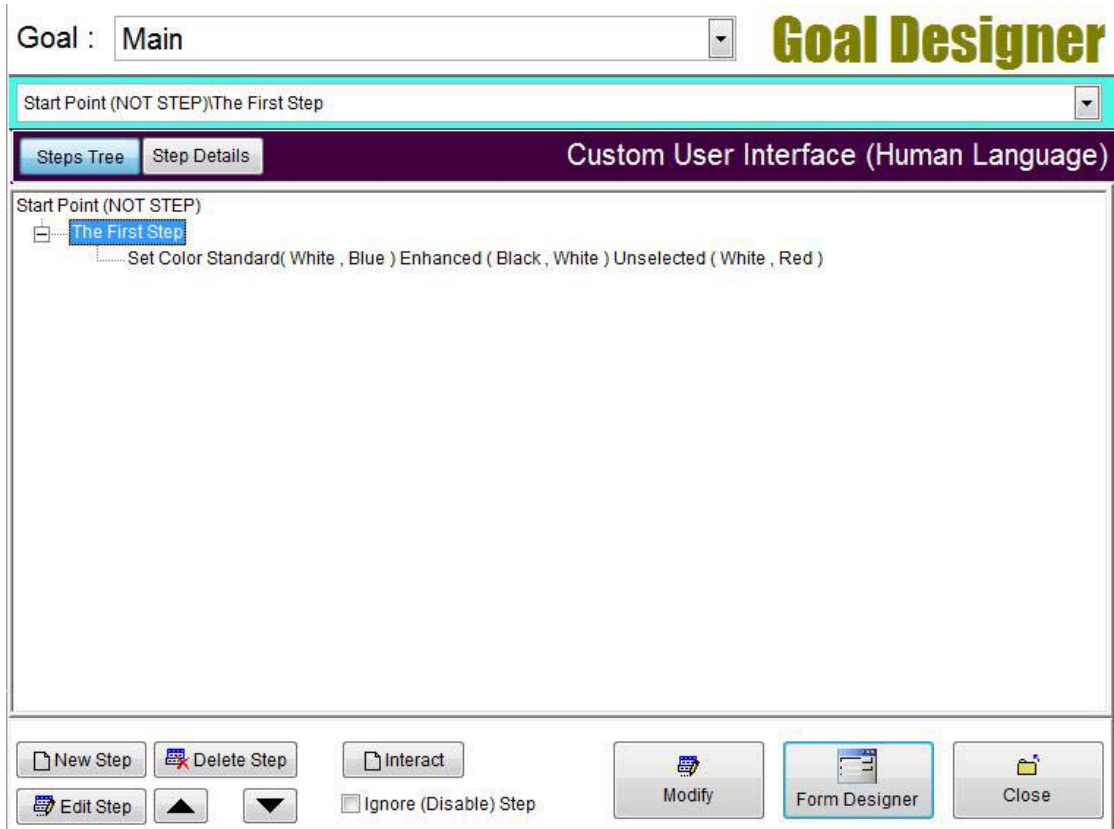 Goal : Main
Goal Designer
Start Point (NOT STEP)\The First Step
Steps Tree
Step Details
Custom User Interface (Human Language)
Start Point (NOT STEP)
The First Step
Set Color Standard( White , Blue ) Enhanced ( Black , White ) Unselected ( White , Red )
New Step
Delete Step
Interact
Edit Step
Ignore (Disable) Step
Modify
Form Designer
Close